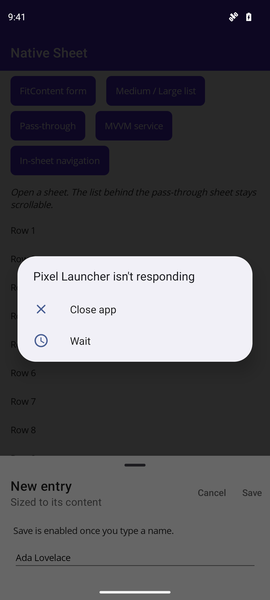 9:41
Native Sheet
FitContent form
Medium / Large list
Pass-through
MVVM service
In-sheet navigation
Open a sheet. The list behind the pass-through sheet stays
scrollable.
Row 1
Pixel Launcher isn't responding
Close app
Wait
Row 6
Row 7
Row 8
New entry
Sized to its content
Cancel
Save
Save is enabled once you type a name.
Ada Lovelace